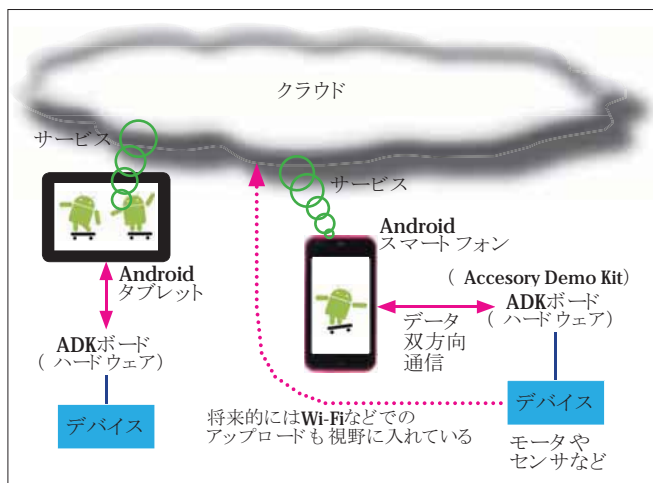 クラウド
サービス
サービス
Android
スマートフォン
Android
タブレット
( Accesory Demo Kit)
ADKボード
( ハードウェア)
データ
双方向
通信
ADKボード
( ハードウェア)
デバイス
デバイス
将来的にはWi-Fiなどでの
アップロードも視野に入れている
モータや
センサなど